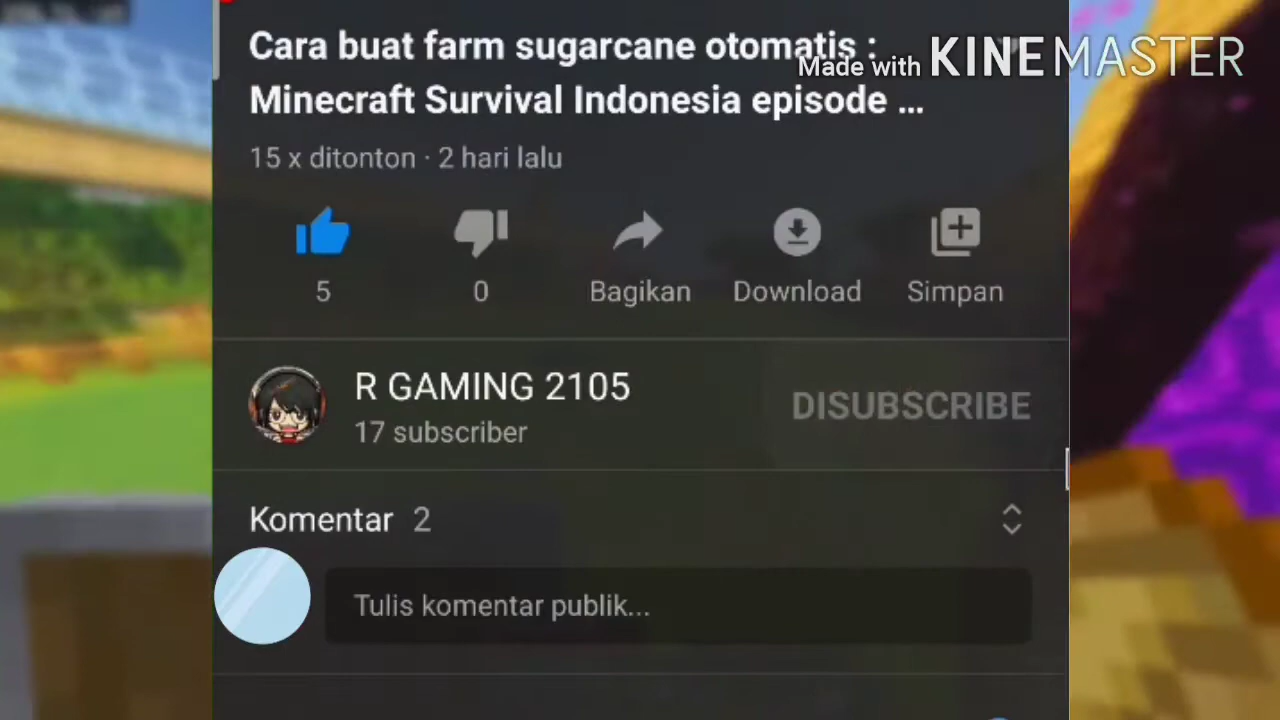 Cara buat farm sugarcane otomatis :
Made with KINEMASTER
Minecraft Survival Indonesia episode ...
15 x ditonton · 2 hari lalu
5 0 Bagikan Download Simpan
R GAMING 2105
17 subscriber
DISUBSCRIBE
Komentar 2
Tulis komentar publik...